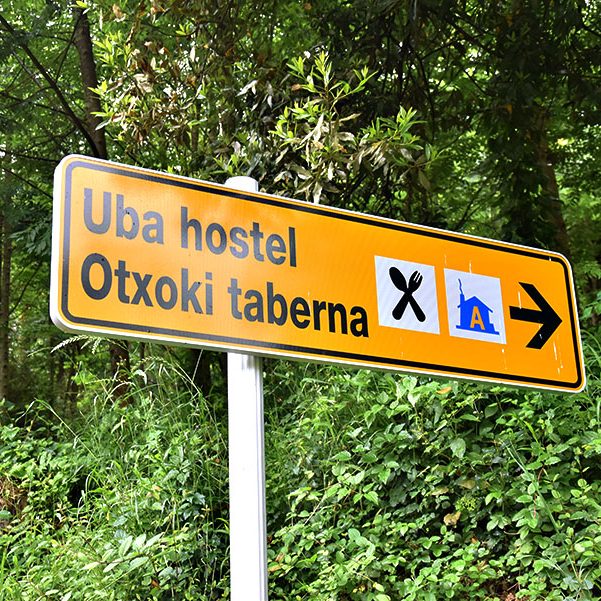 Uba hostel
Otxoki taberna
A